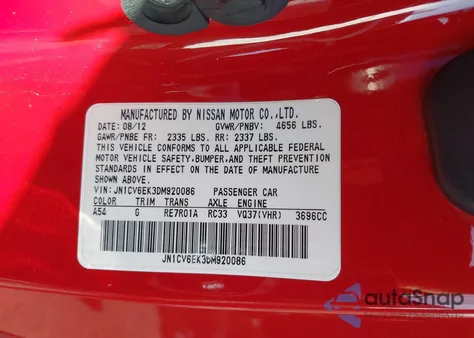 MANUFACTURED BY NISSAN MOTOR CO.,LTD.
DATE: 08/12 GVWR/PNBV: 4656 LBS.
GAWR/PNBE FR: 2335 LBS. RR: 2337 LBS.
THIS VEHICLE CONFORMS TO ALL APPLICABLE FEDERAL
MOTOR VEHICLE SAFETY, BUMPER, AND THEFT PREVENTION
STANDARDS IN EFFECT ON THE DATE OF MANUFACTURE
SHOWN ABOVE.
VIN: JN1CV6EK3DM920086 PASSENGER CAR
COLOR TRIM TRANS AXLE ENGINE
A54 G RE7R01A RC33 VQ37(VHR) 3696CC
JN1CV6EK3DM920086
autoSnap